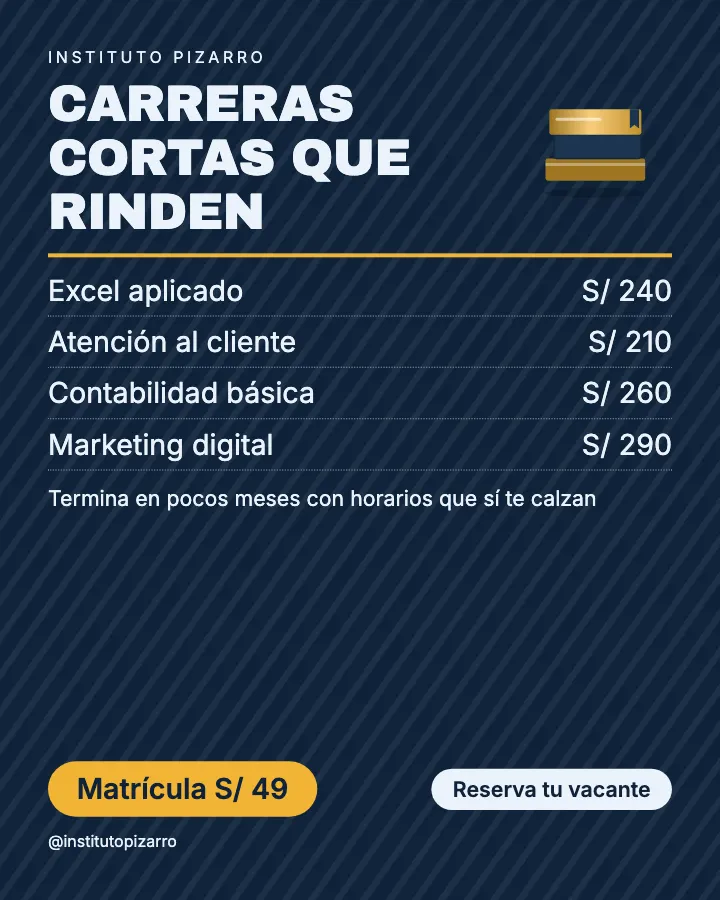 INSTITUTO PIZARRO
CARRERAS
CORTAS QUE
RINDEN
Excel aplicado S/ 240
Atención al cliente S/ 210
Contabilidad básica S/ 260
Marketing digital S/ 290
Termina en pocos meses con horarios que sí te calzan
Matrícula S/ 49
Reserva tu vacante
@institutopizarro